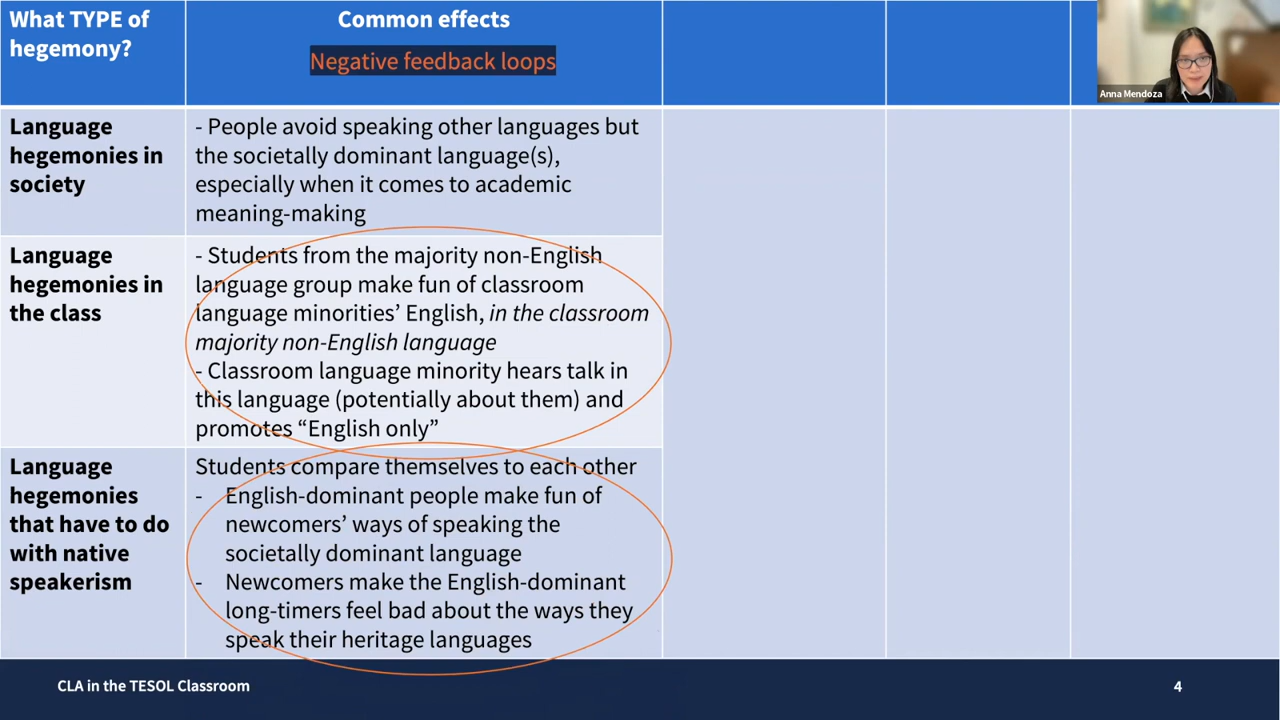 What TYPE of
hegemony?
Common effects
Negative feedback loops
Anna Mendoza
Language
hegemonies in
society
- People avoid speaking other languages but
the societally dominant language(s),
especially when it comes to academic
meaning-making
Language
hegemonies in
the class
- Students from the majority non-English
language group make fun of classroom
language minorities’ English, in the classroom
majority non-English language
- Classroom language minority hears talk in
this language (potentially about them) and
promotes “English only”
Language
hegemonies
that have to do
with native
speakerism
Students compare themselves to each other
- English-dominant people make fun of
newcomers’ ways of speaking the
societally dominant language
- Newcomers make the English-dominant
long-timers feel bad about the ways they
speak their heritage languages
CLA in the TESOL Classroom
4